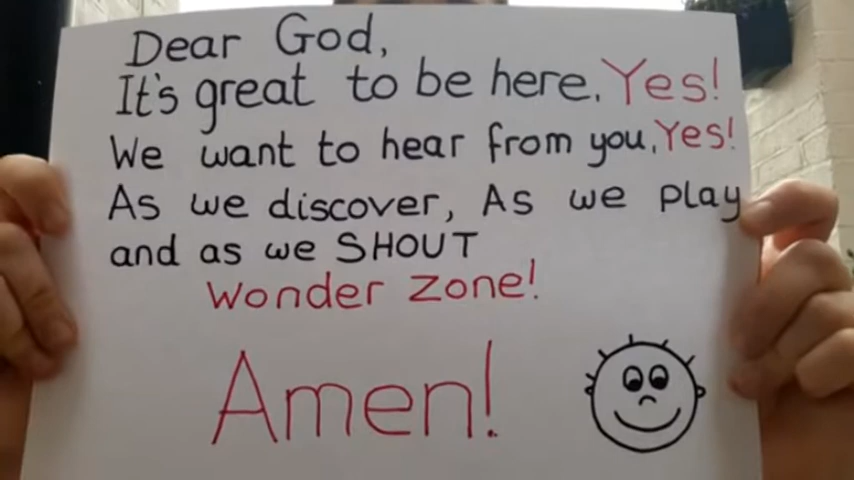 Dear God,
It's great to be here. Yes!
We want to hear from you. Yes!
As we discover, As we play
and as we SHOUT
Wonder Zone!
Amen!